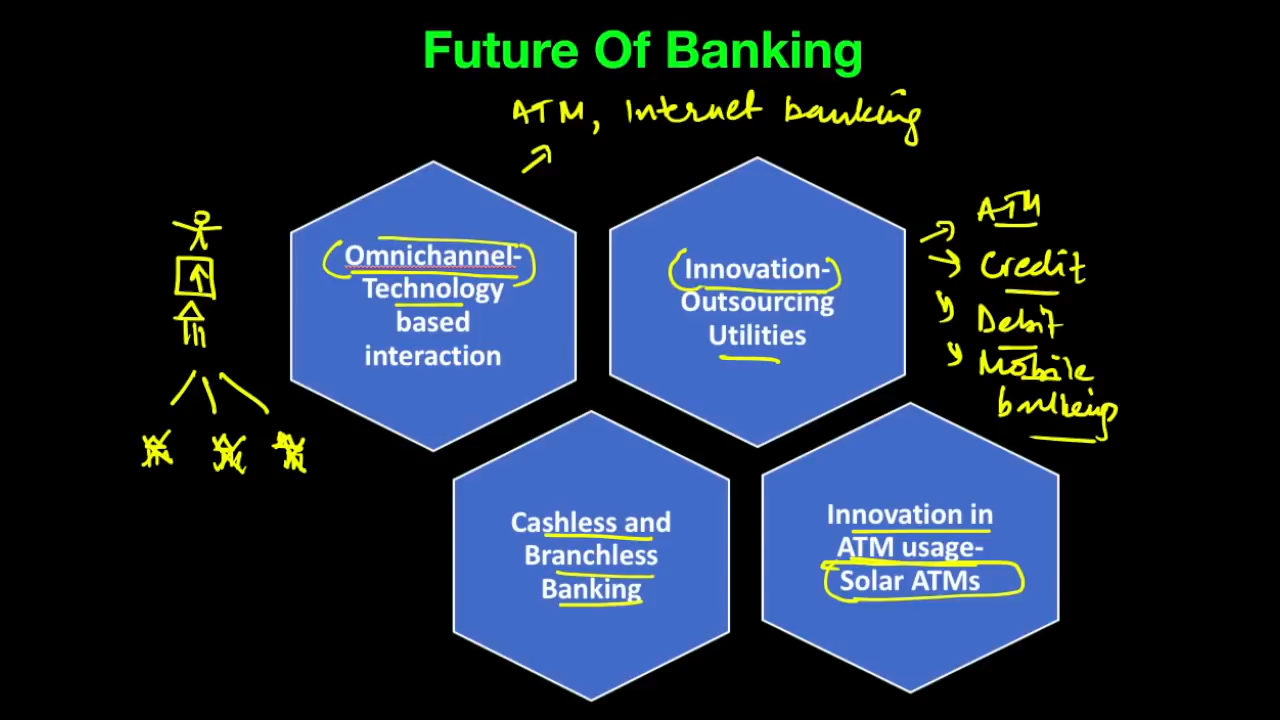 Future Of Banking
ATM, Internet banking
Omnichannel-
Technology
based
interaction
Innovation-
Outsourcing
Utilities
ATM
Credit
Debit
Mobile
banking
Cashless and
Branchless
Banking
Innovation in
ATM usage-
Solar ATMs